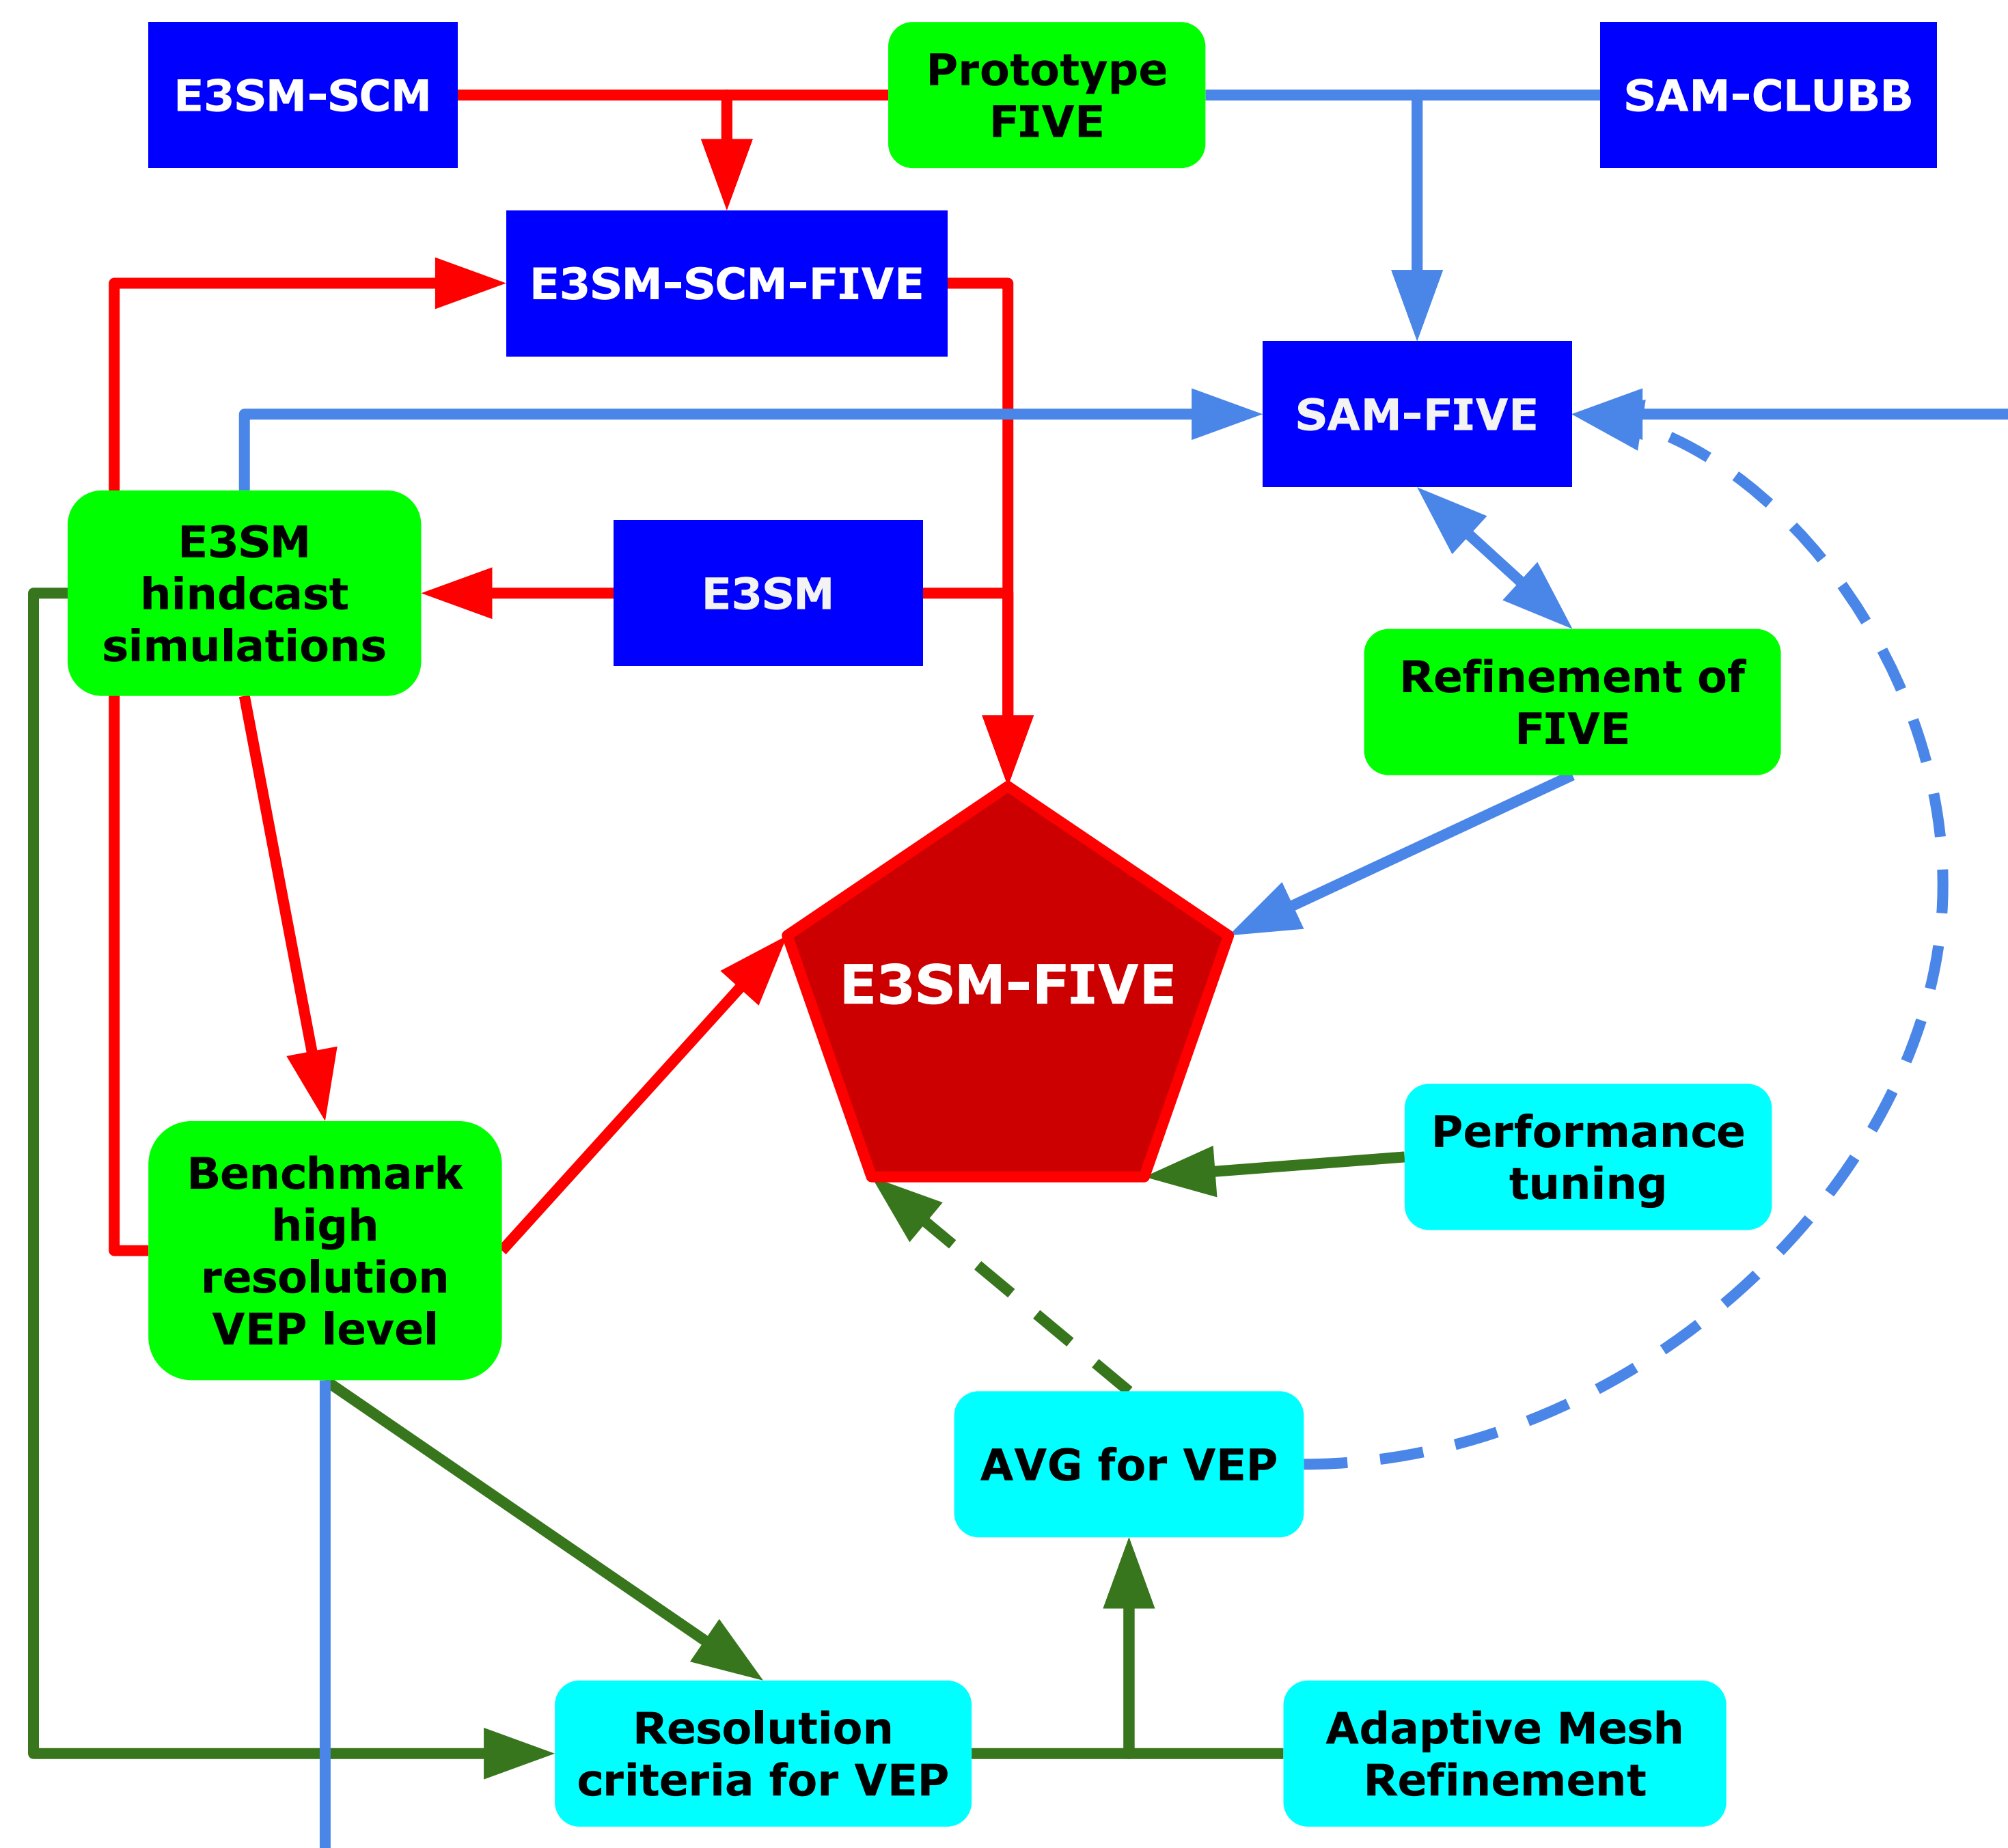 E3SM-SCM
Prototype
FIVE
SAM-CLUBB
E3SM-SCM-FIVE
SAM-FIVE
E3SM
hindcast
simulations
E3SM
Refinement of
FIVE
E3SM-FIVE
Performance
tuning
Benchmark
high
resolution
VEP level
AVG for VEP
Resolution
criteria for VEP
Adaptive Mesh
Refinement